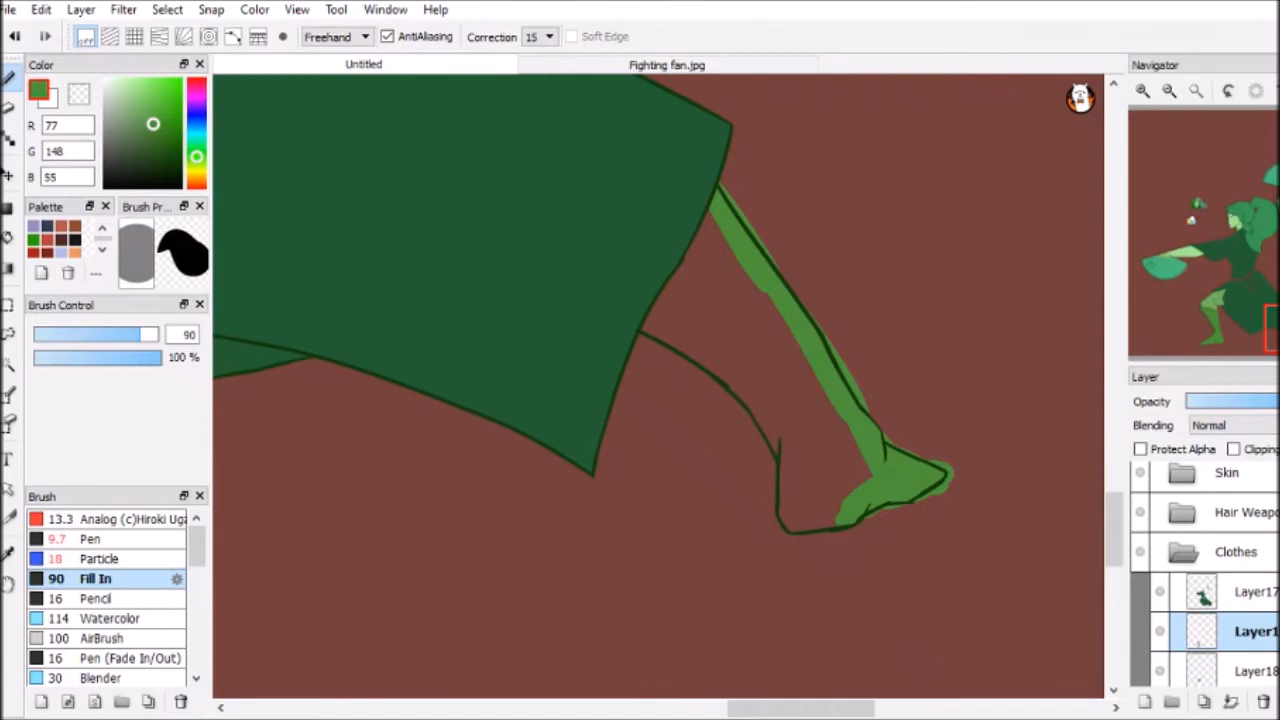 File Edit Layer Filter Select Snap Color View Tool Window Help
off Freehand AntiAliasing Correction 15 Soft Edge
Color Untitled Fighting fan.jpg Navigator
R 77
G 148
B 55
Palette Brush Pr...
---
Brush Control
90
100 %
Layer
Opacity
Blending Normal
Protect Alpha Clipping
Skin
Hair Weapo
Clothes
Layer17
Layer1
Layer18
Brush
13.3 Analog (c)Hiroki Uga
9.7 Pen
18 Particle
90 Fill In
16 Pencil
114 Watercolor
100 AirBrush
16 Pen (Fade In/Out)
30 Blender